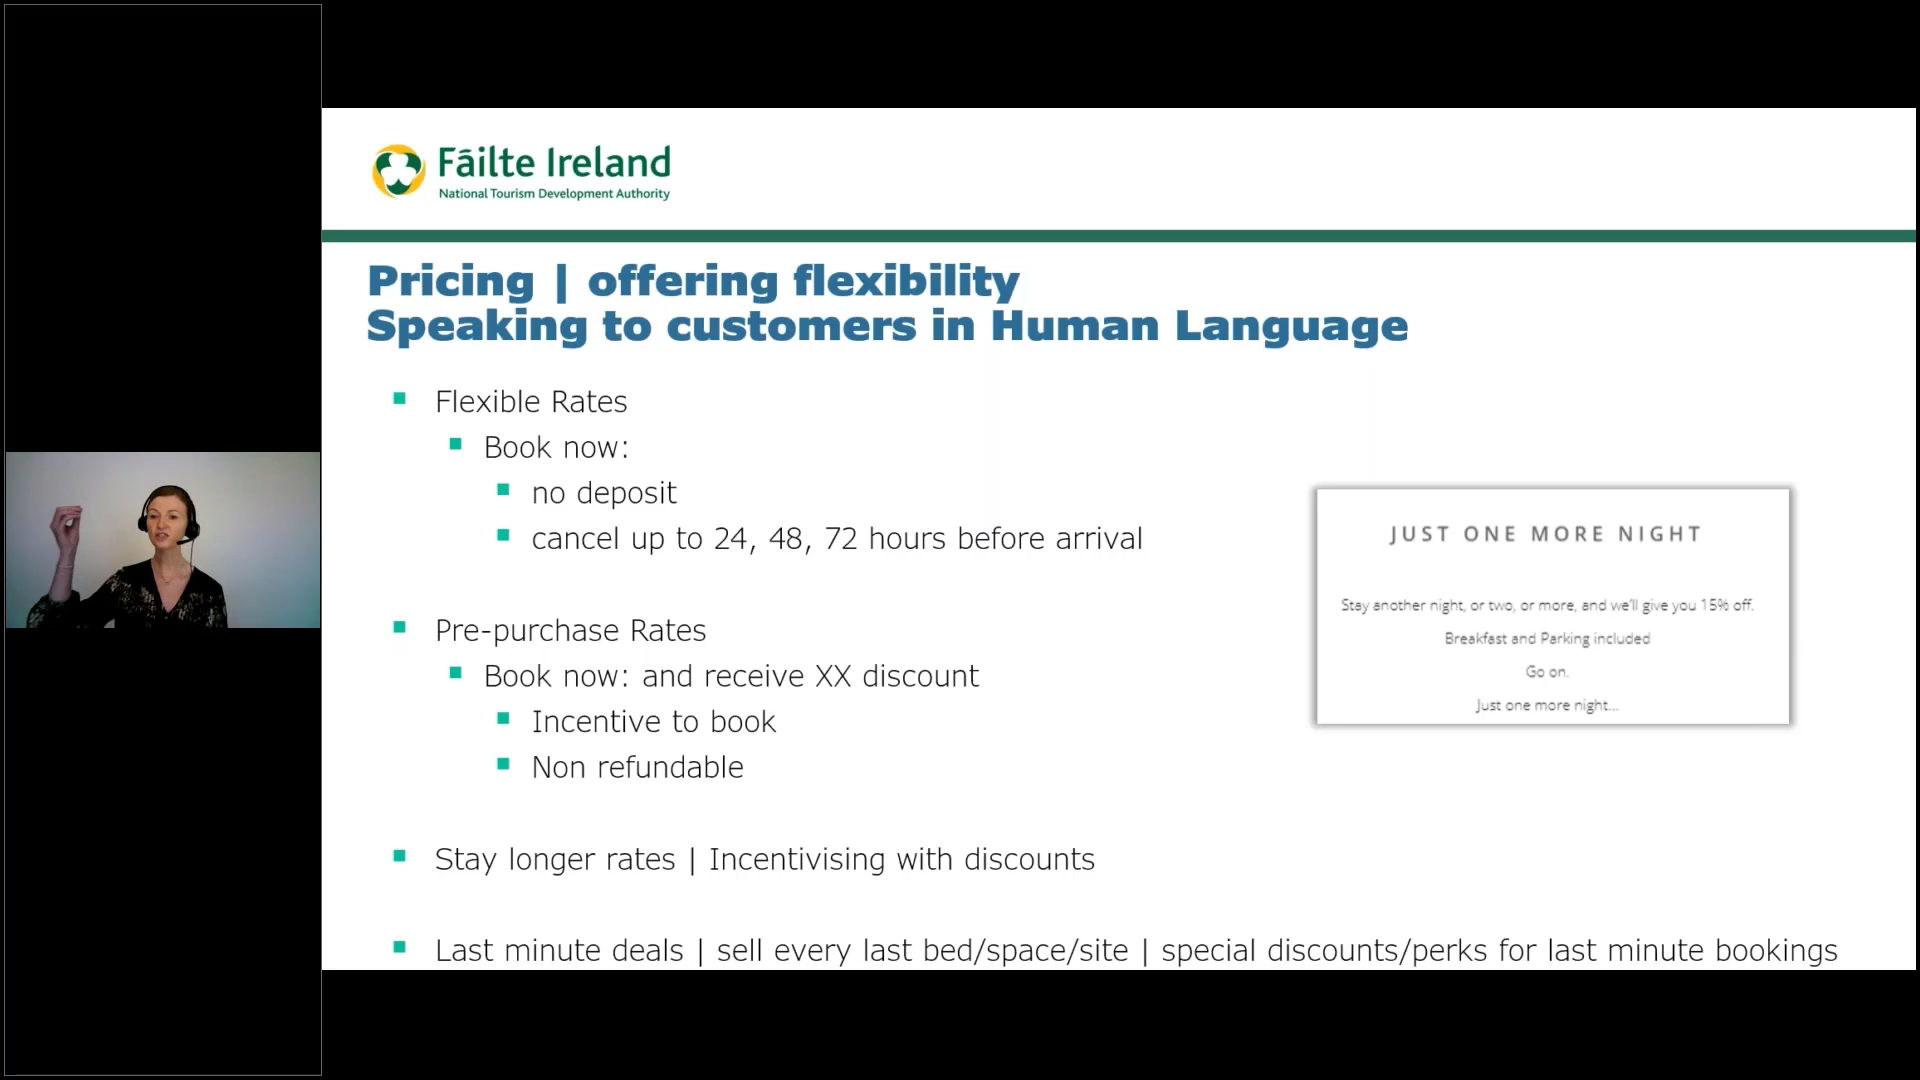 Fáilte Ireland
National Tourism Development Authority
Pricing | offering flexibility
Speaking to customers in Human Language
Flexible Rates
Book now:
no deposit
cancel up to 24, 48, 72 hours before arrival
Pre-purchase Rates
Book now: and receive XX discount
Incentive to book
Non refundable
Stay longer rates | Incentivising with discounts
Last minute deals | sell every last bed/space/site | special discounts/perks for last minute bookings
JUST ONE MORE NIGHT
Stay another night, or two, or more, and we'll give you 15% off.
Breakfast and Parking included
Go on.
Just one more night...